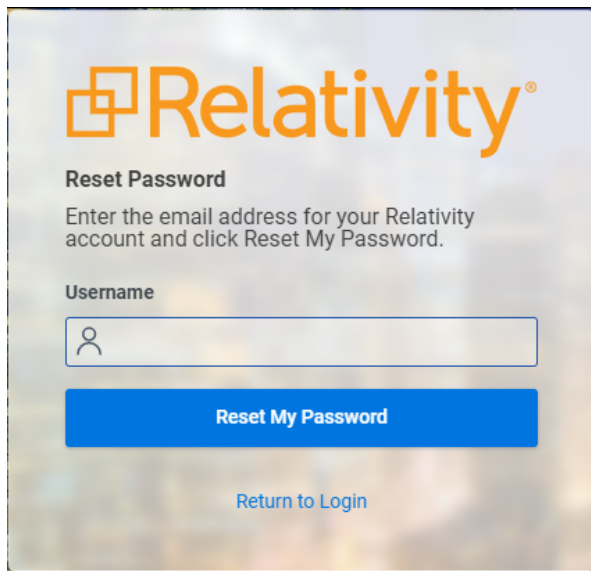 Relativity®
Reset Password
Enter the email address for your Relativity
account and click Reset My Password.
Username
Reset My Password
Return to Login